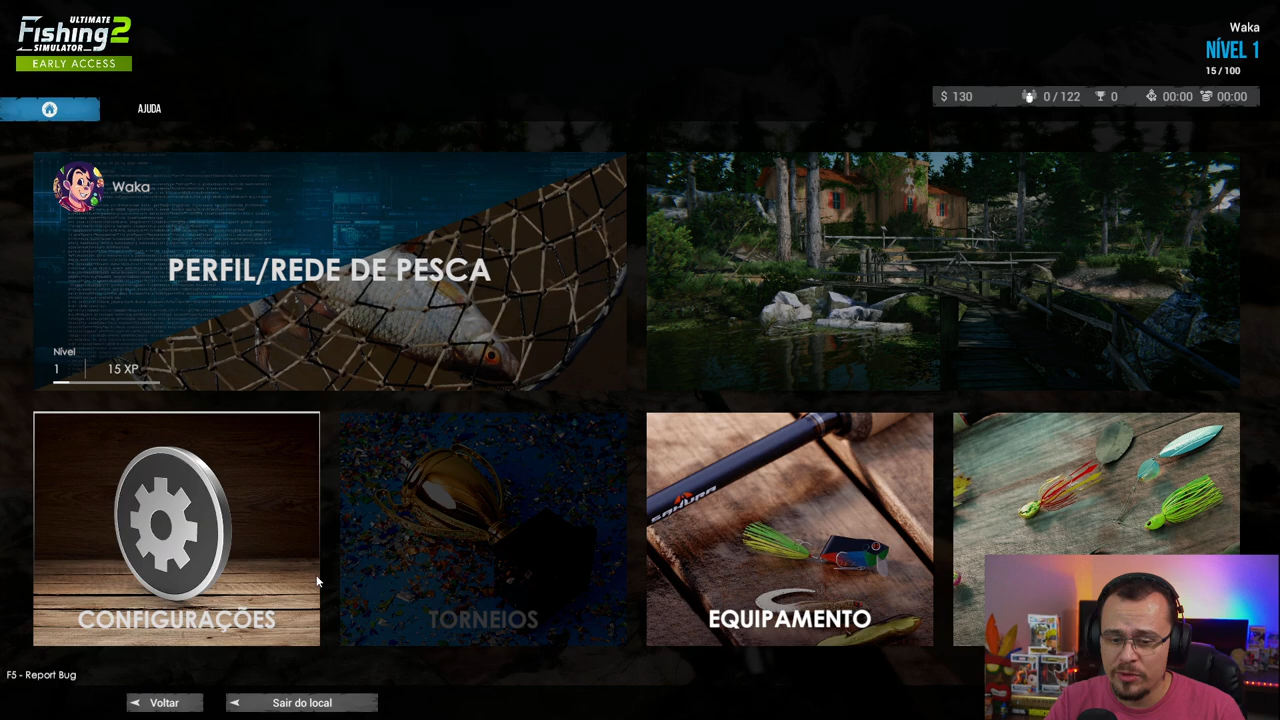 ULTIMATE
Fishing 2
SIMULATOR
EARLY ACCESS
Waka
NÍVEL 1
15 / 100
$ 130
0 / 122
0
00:00
00:00
AJUDA
Waka
PERFIL/REDE DE PESCA
Nível
1
15 XP
SAKURA
CONFIGURAÇÕES
TORNEIOS
EQUIPAMENTO
F5 - Report Bug
Voltar
Sair do local